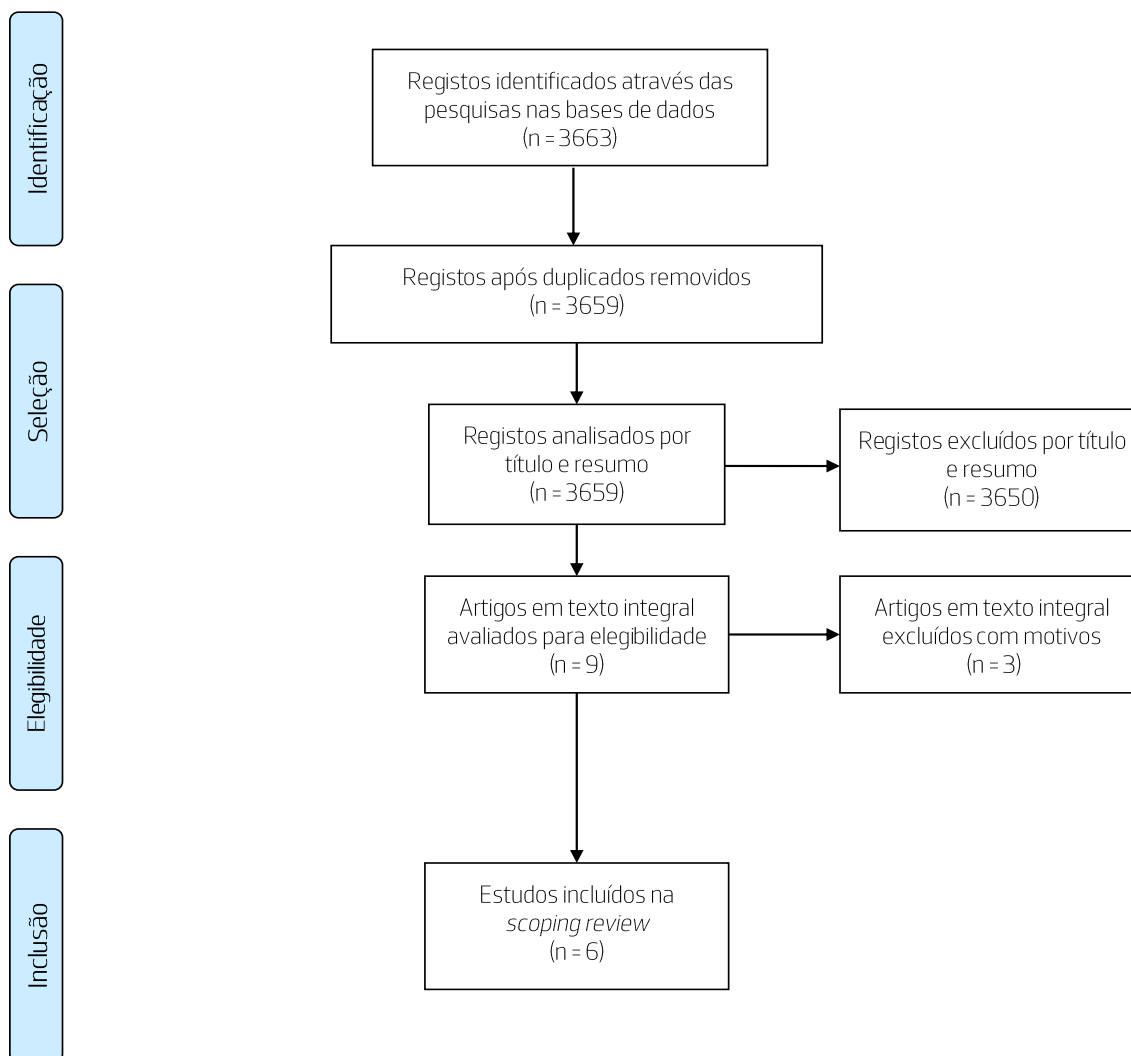 Identificação
Registos identificados através das
pesquisas nas bases de dados
(n = 3663)
Registos após duplicados removidos
(n = 3659)
Seleção
Registos analisados por
título e resumo
(n = 3659)
Registos excluídos por título
e resumo
(n = 3650)
Elegibilidade
Artigos em texto integral
avaliados para elegibilidade
(n = 9)
Artigos em texto integral
excluídos com motivos
(n = 3)
Inclusão
Estudos incluídos na
scoping review
(n = 6)